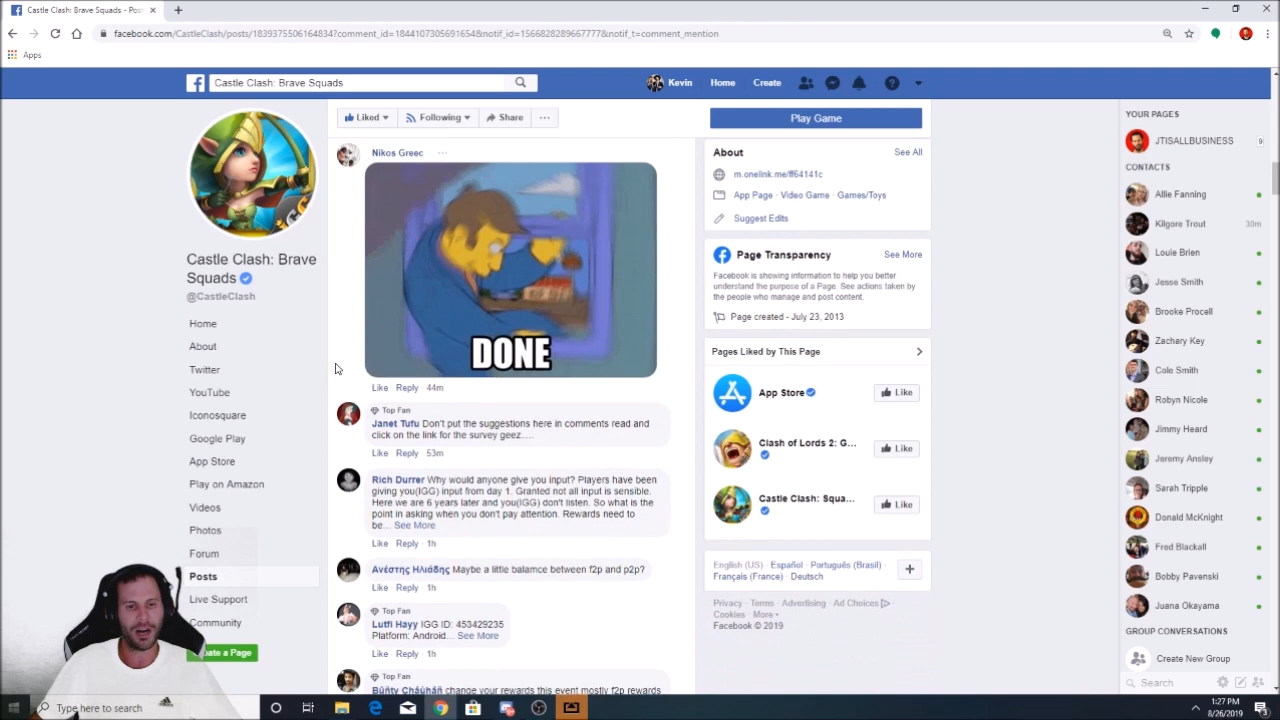 Castle Clash: Brave Squads - Pos
facebook.com/CastleClash/posts/1839375506164834?comment_id=1844107305691654&notif_id=1566828289667777&notif_t=comment_mention
Apps
Castle Clash: Brave Squads
Kevin
Home
Create
Liked
Following
Share
Play Game
Castle Clash: Brave
Squads
@CastleClash
Home
About
Twitter
YouTube
Iconosquare
Google Play
App Store
Play on Amazon
Videos
Photos
Forum
Posts
Live Support
Community
a Page
Nikos Greec
DONE
Like Reply 44m
Top Fan
Janet Tufu Don't put the suggestions here in comments read and
click on the link for the survey geez.....
Like Reply 53m
Rich Durrer Why would anyone give you input? Players have been
giving you(IGG) input from day 1. Granted not all input is sensible.
Here we are 6 years later and you(IGG) don't listen. So what is the
point in asking when you don't pay attention. Rewards need to
be... See More
Like Reply 1h
Ανέστης Ηλιάδης Maybe a little balamce between f2p and p2p?
Like Reply 1h
Top Fan
Lutfi Hayy IGG ID: 453429235
Platform: Android... See More
Like Reply 1h
Top Fan
change your rewards this event mostly f2p rewards
About
See All
m.onelink.me/ff64141c
App Page · Video Game · Games/Toys
Suggest Edits
Page Transparency
See More
Facebook is showing information to help you better
understand the purpose of a Page. See actions taken by
the people who manage and post content.
Page created - July 23, 2013
Pages Liked by This Page
App Store
Like
Clash of Lords 2: G...
Like
Castle Clash: Squa...
Like
English (US) · Español · Português (Brasil) ·
Français (France) · Deutsch
Privacy · Terms · Advertising · Ad Choices ·
Cookies · More
Facebook © 2019
YOUR PAGES
JTISALLBUSINESS
9
CONTACTS
Allie Fanning
Kilgore Trout
30m
Louie Brien
Jesse Smith
Brooke Procell
Zachary Key
Cole Smith
Robyn Nicole
Jimmy Heard
Jeremy Ansley
Sarah Tripple
Donald McKnight
Fred Blackall
Bobby Pavenski
Juana Okayama
GROUP CONVERSATIONS
Create New Group
Search
Type here to search
1:27 PM
8/26/2019